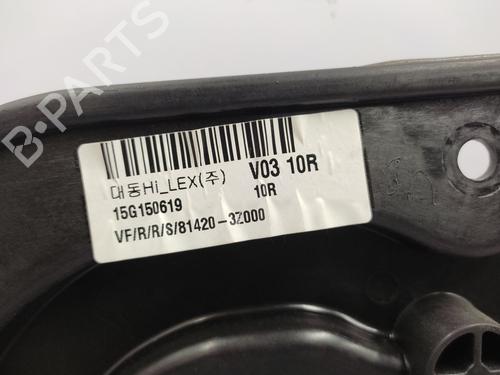 B-PARTS
대동Hi_LEX(주)
V03 10R
15G150619
10R
VF/R/R/S/81420-3Z000